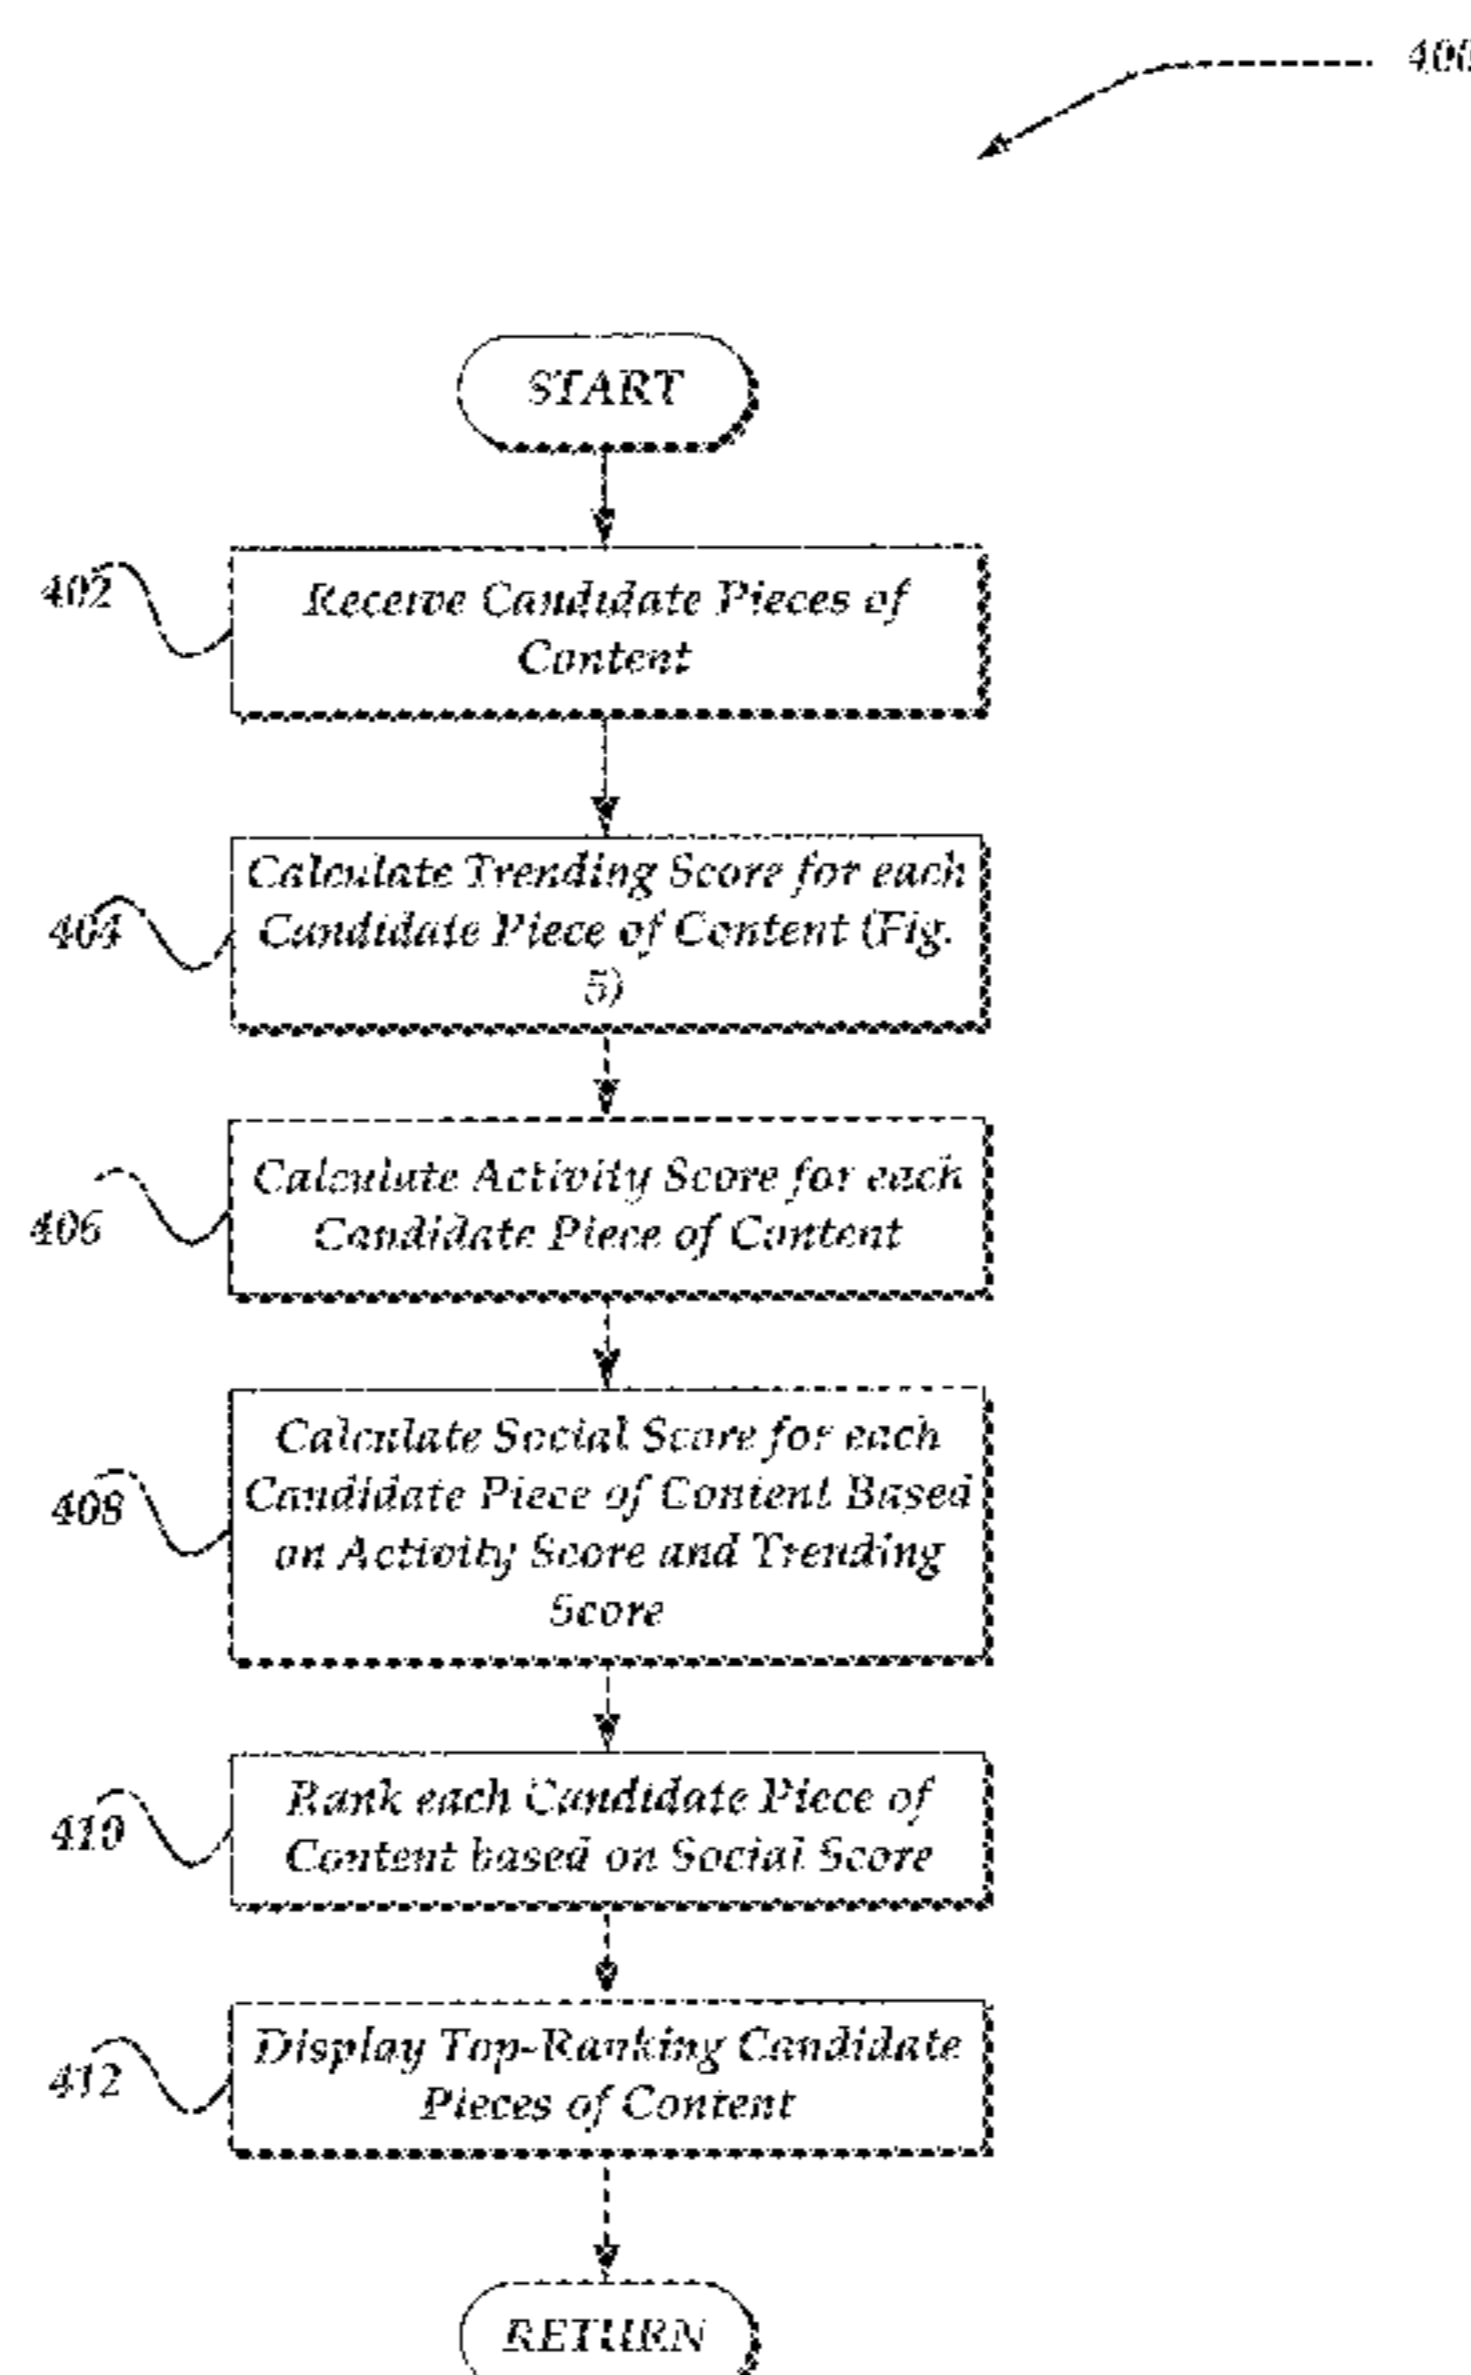 400
START
402
Receive Candidate Pieces of
Content
404
Calculate Trending Score for each
Candidate Piece of Content (Fig.
5)
406
Calculate Activity Score for each
Candidate Piece of Content
408
Calculate Social Score for each
Candidate Piece of Content Based
on Activity Score and Trending
Score
410
Rank each Candidate Piece of
Content based on Social Score
412
Display Top-Ranking Candidate
Pieces of Content
RETURN